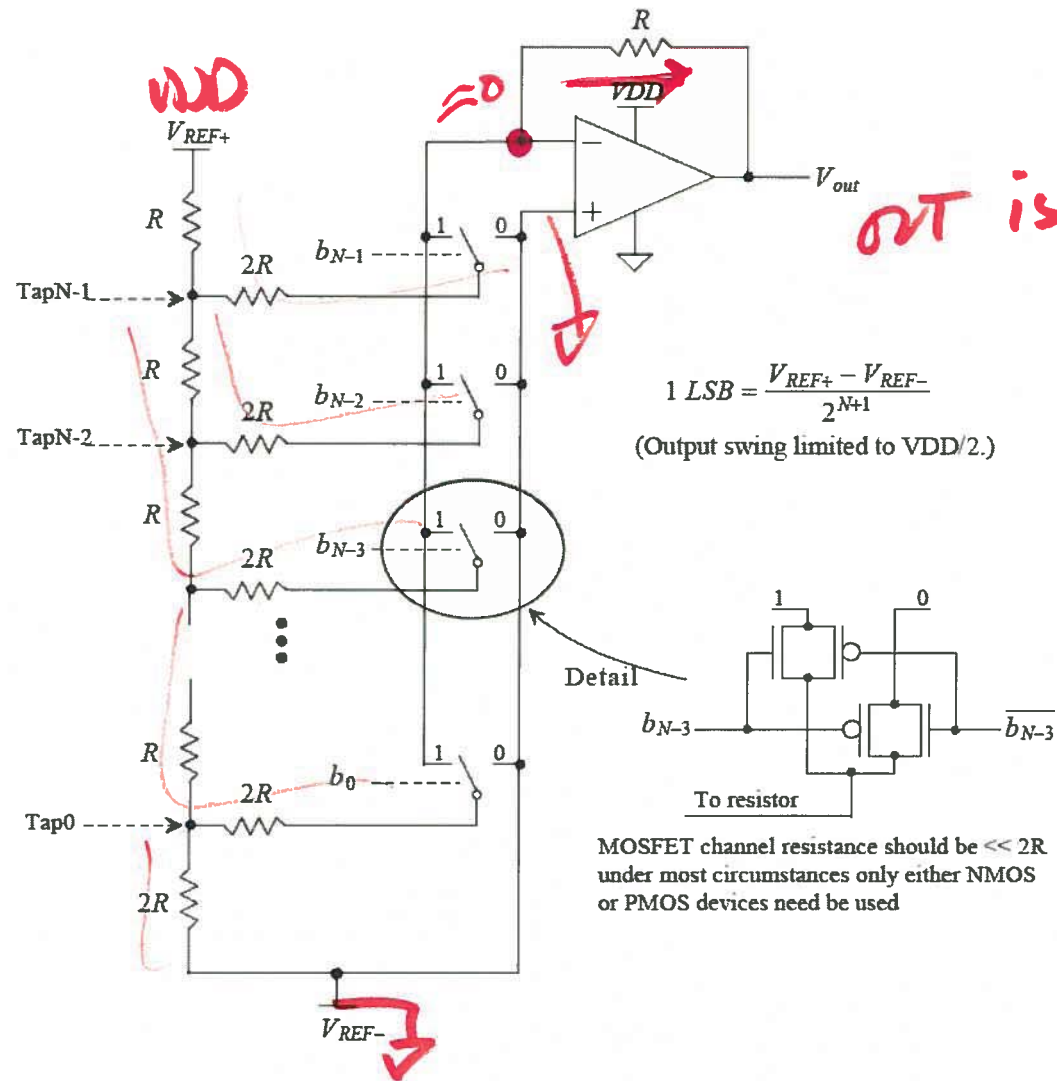 R
VDD
=0
VDD
V_REF+
V_out
OUT is
R
1 0
b_N-1
2R
TapN-1
R
1 0
b_N-2
2R
TapN-2
1 LSB = (V_REF+ − V_REF−) / 2^(N+1)
(Output swing limited to VDD/2.)
R
1 0
b_N-3
2R
1 0
Detail
b_N-3
b_N-3
R
1 0
b_0
2R
Tap0
To resistor
MOSFET channel resistance should be << 2R
under most circumstances only either NMOS
or PMOS devices need be used
2R
V_REF−